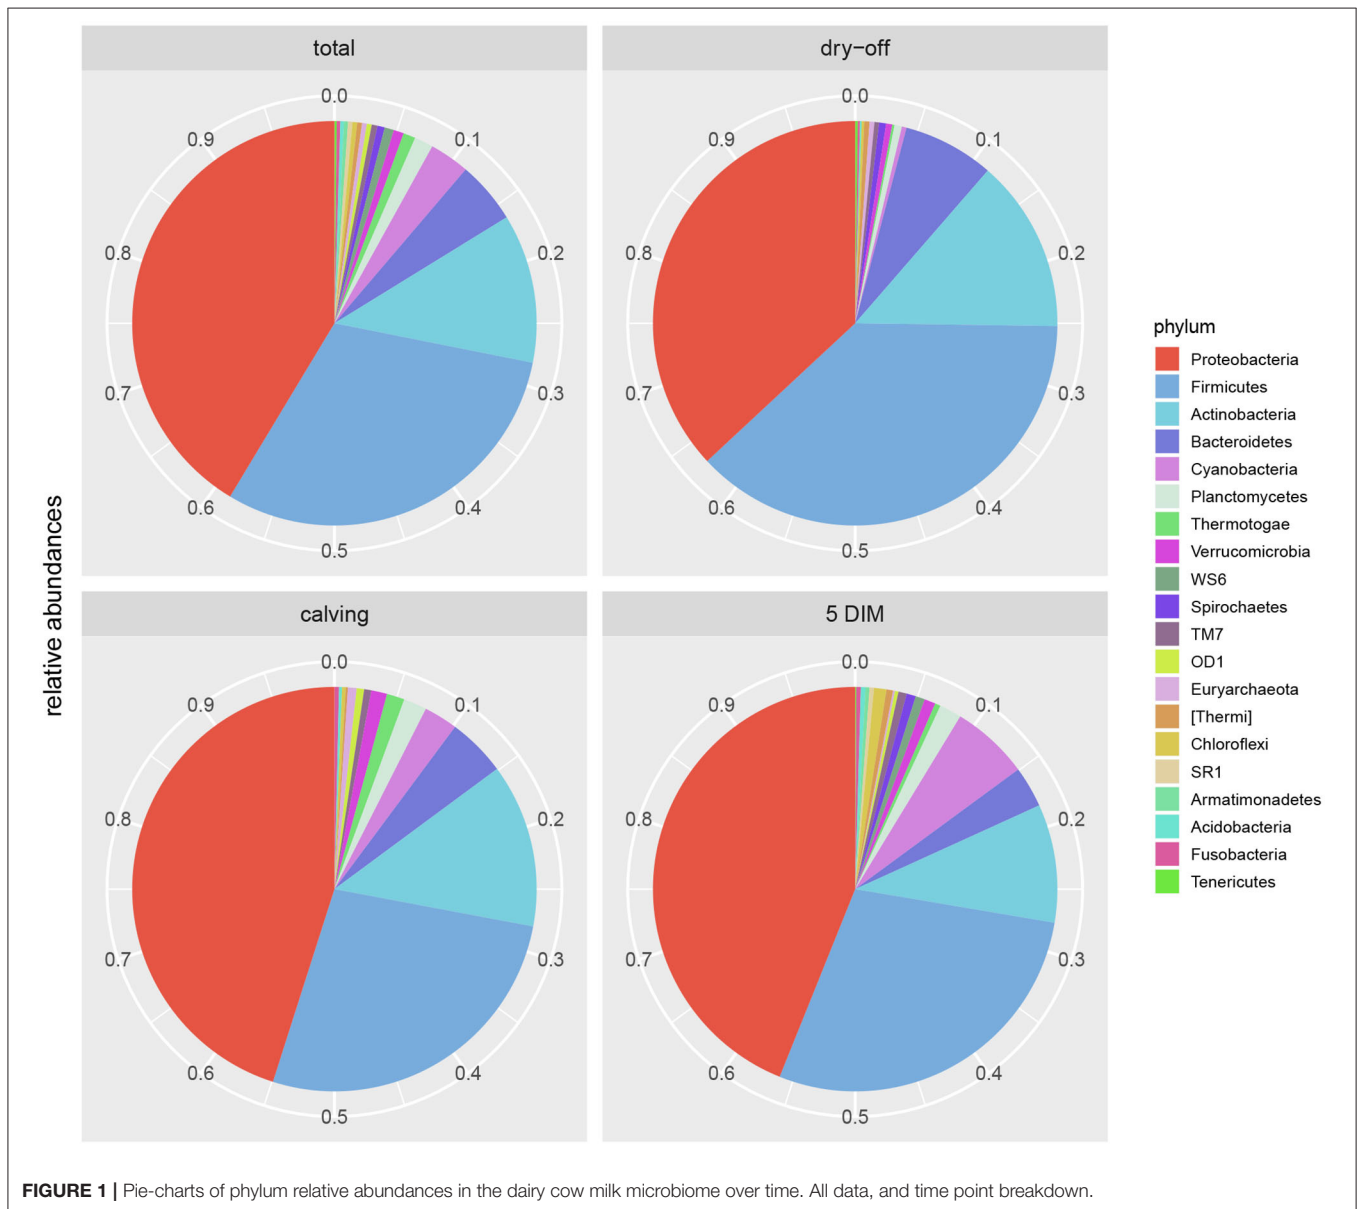 total
0.0
0.1
0.2
0.3
0.4
0.5
0.6
0.7
0.8
0.9
dry−off
0.0
0.1
0.2
0.3
0.4
0.5
0.6
0.7
0.8
0.9
calving
0.0
0.1
0.2
0.3
0.4
0.5
0.6
0.7
0.8
0.9
5 DIM
0.0
0.1
0.2
0.3
0.4
0.5
0.6
0.7
0.8
0.9
relative abundances
phylum
Proteobacteria
Firmicutes
Actinobacteria
Bacteroidetes
Cyanobacteria
Planctomycetes
Thermotogae
Verrucomicrobia
WS6
Spirochaetes
TM7
OD1
Euryarchaeota
[Thermi]
Chloroflexi
SR1
Armatimonadetes
Acidobacteria
Fusobacteria
Tenericutes
FIGURE 1 | Pie-charts of phylum relative abundances in the dairy cow milk microbiome over time. All data, and time point breakdown.